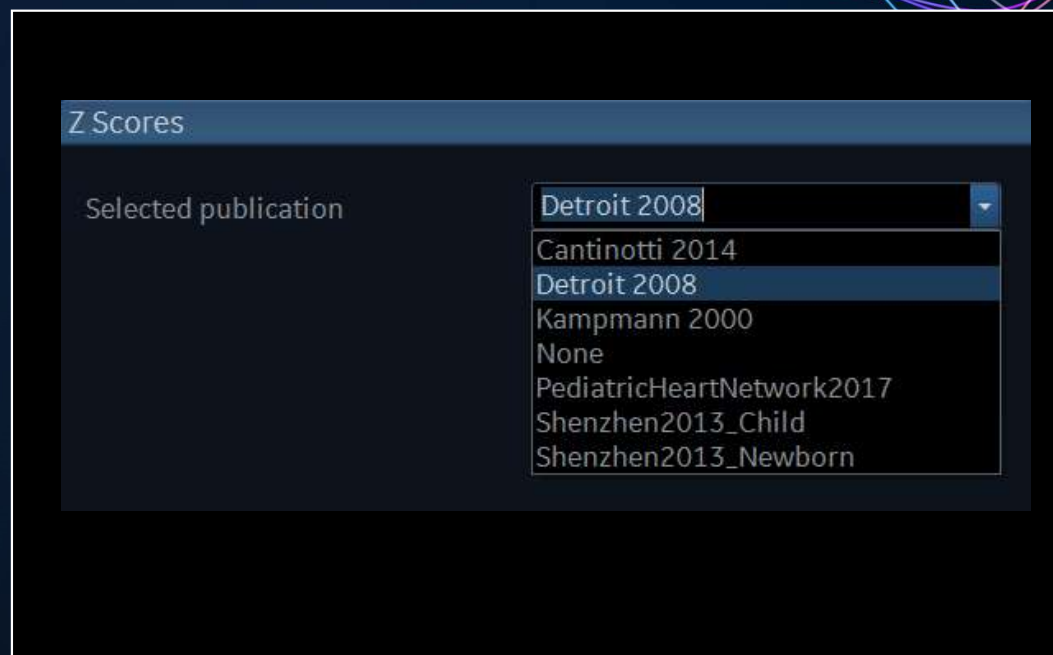 Z Scores
Selected publication
Detroit 2008
Cantinotti 2014
Detroit 2008
Kampmann 2000
None
PediatricHeartNetwork2017
Shenzhen2013_Child
Shenzhen2013_Newborn